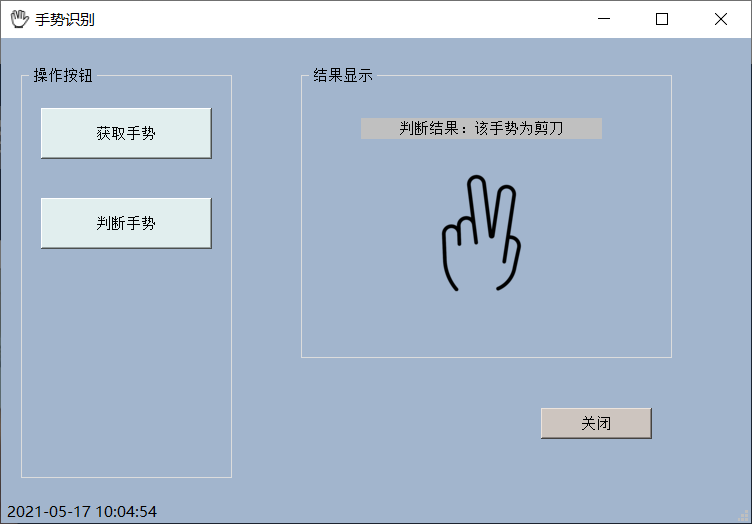 手势识别
操作按钮
获取手势
判断手势
结果显示
判断结果：该手势为剪刀
关闭
2021-05-17 10:04:54